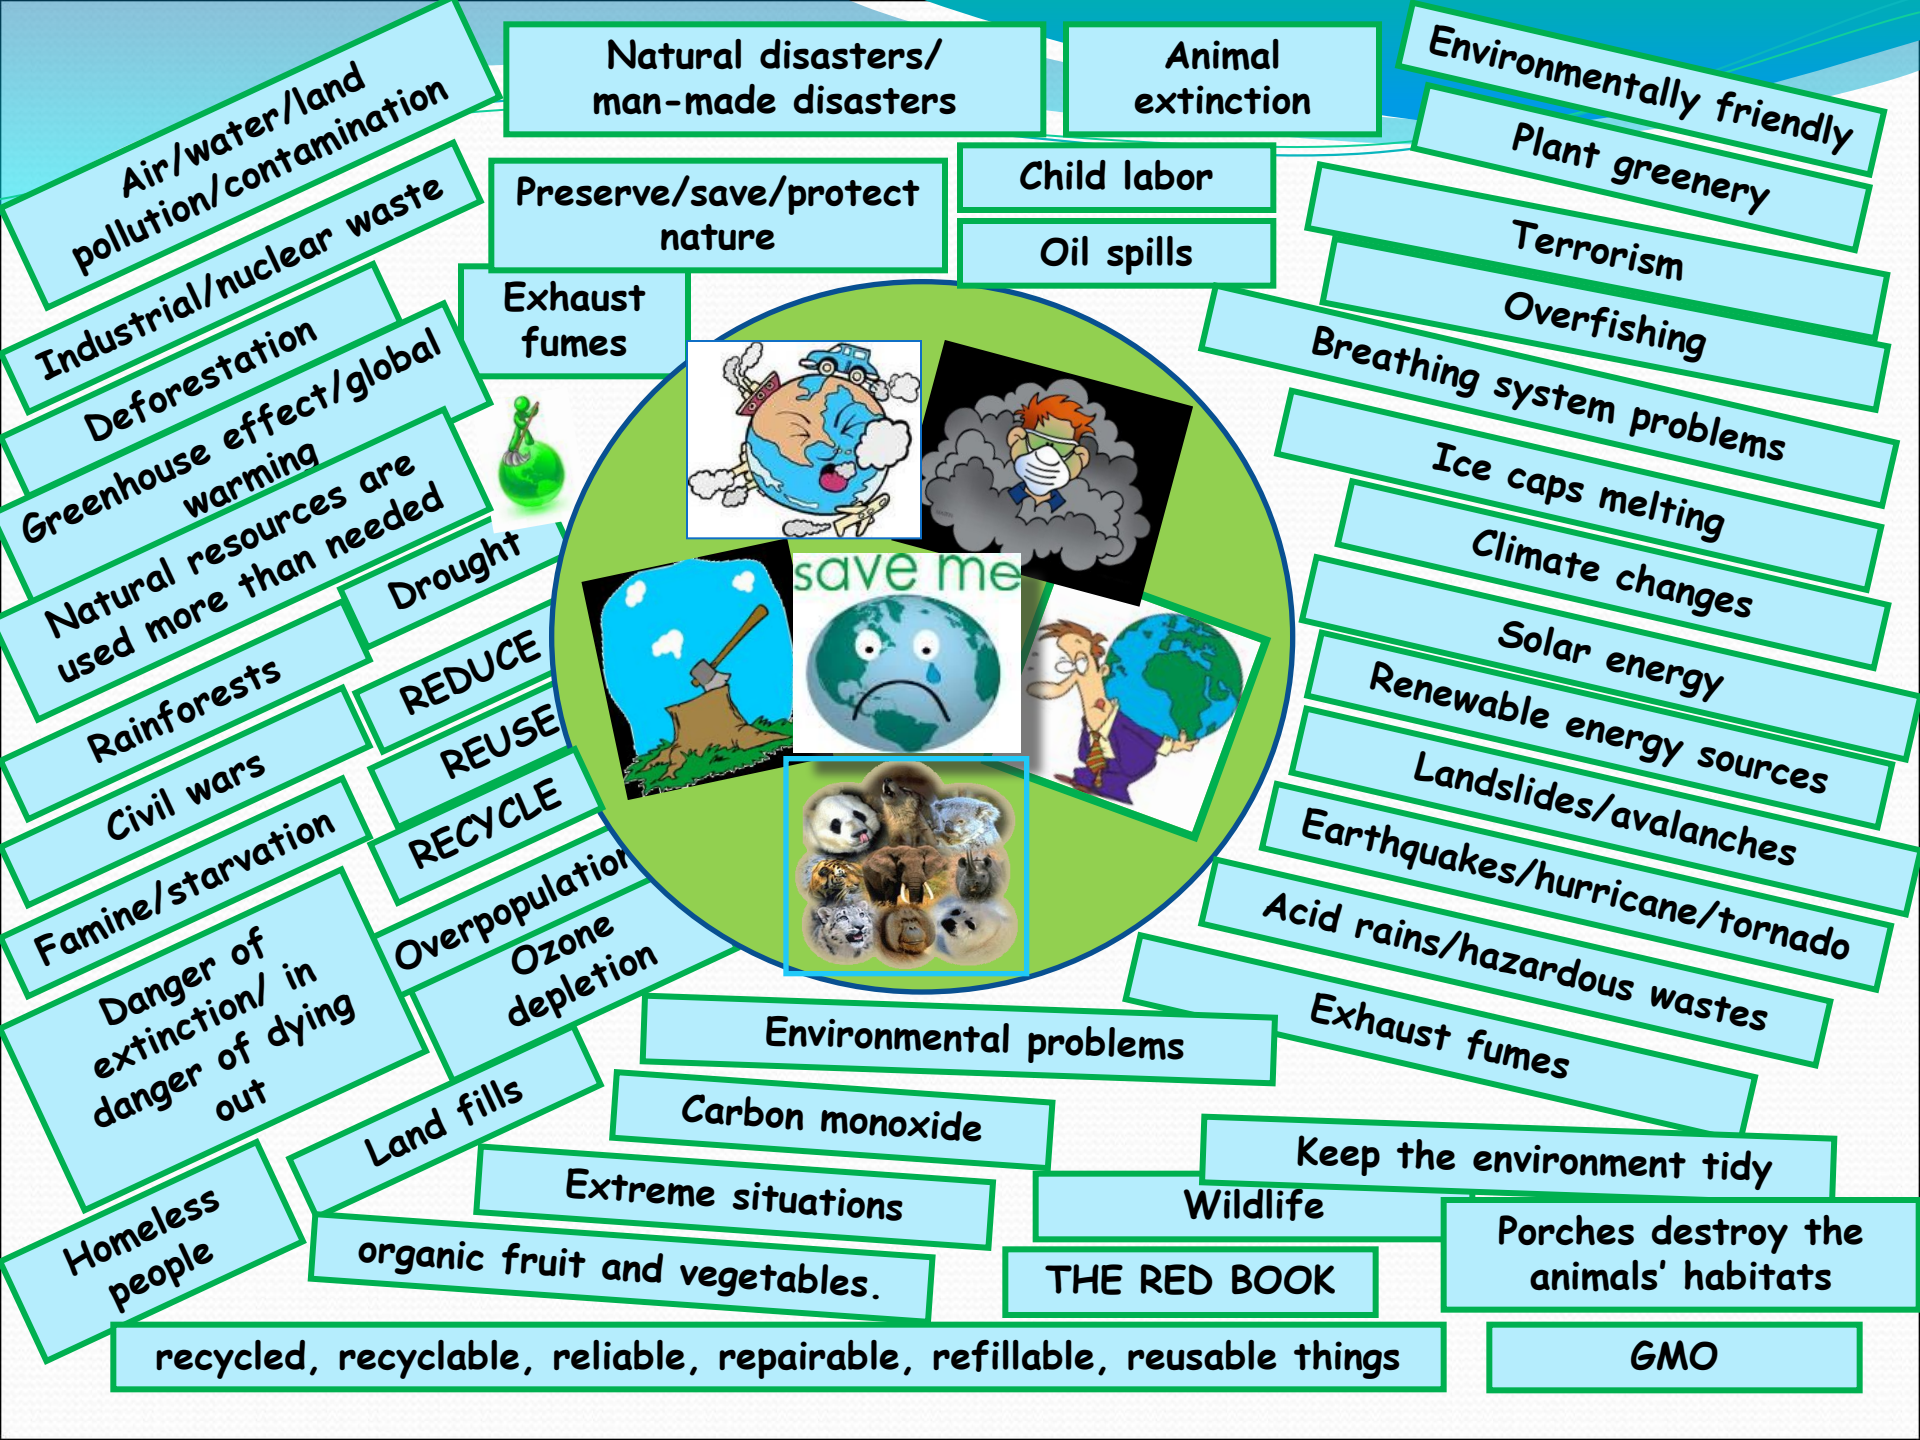 Air/water/land
pollution/contamination
Natural disasters/
man-made disasters
Animal
extinction
Environmentally friendly
Plant greenery
Industrial/nuclear waste
Preserve/save/protect
nature
Child labor
Oil spills
Terrorism
Overfishing
Deforestation
Exhaust
fumes
Breathing system problems
Greenhouse effect/global
warming
Ice caps melting
Natural resources are
used more than needed
Drought
Climate changes
save me
Solar energy
Rainforests
REDUCE
Renewable energy sources
Civil wars
REUSE
Landslides/avalanches
Famine/starvation
RECYCLE
Earthquakes/hurricane/tornado
Danger of
extinction/ in
danger of dying
out
Overpopulation
Ozone
depletion
Acid rains/hazardous wastes
Exhaust fumes
Environmental problems
Land fills
Carbon monoxide
Keep the environment tidy
Homeless
people
Extreme situations
Wildlife
Porches destroy the
animals’ habitats
organic fruit and vegetables.
THE RED BOOK
recycled, recyclable, reliable, repairable, refillable, reusable things
GMO